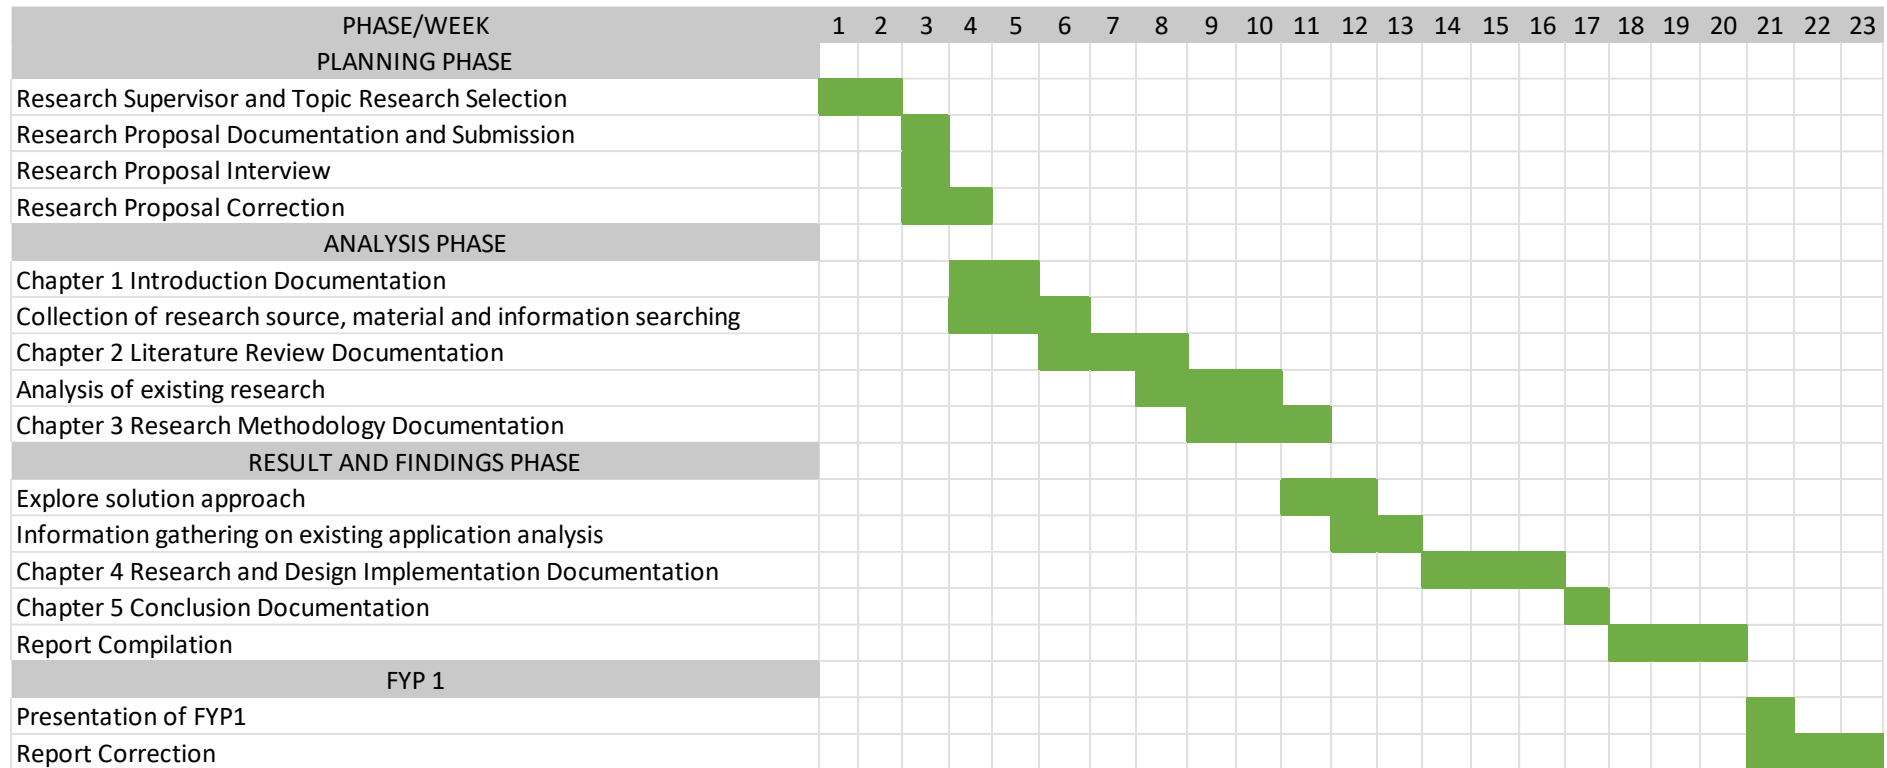 PHASE/WEEK 1 2 3 4 5 6 7 8 9 10 11 12 13 14 15 16 17 18 19 20 21 22 23
PLANNING PHASE
Research Supervisor and Topic Research Selection
Research Proposal Documentation and Submission
Research Proposal Interview
Research Proposal Correction
ANALYSIS PHASE
Chapter 1 Introduction Documentation
Collection of research source, material and information searching
Chapter 2 Literature Review Documentation
Analysis of existing research
Chapter 3 Research Methodology Documentation
RESULT AND FINDINGS PHASE
Explore solution approach
Information gathering on existing application analysis
Chapter 4 Research and Design Implementation Documentation
Chapter 5 Conclusion Documentation
Report Compilation
FYP 1
Presentation of FYP1
Report Correction